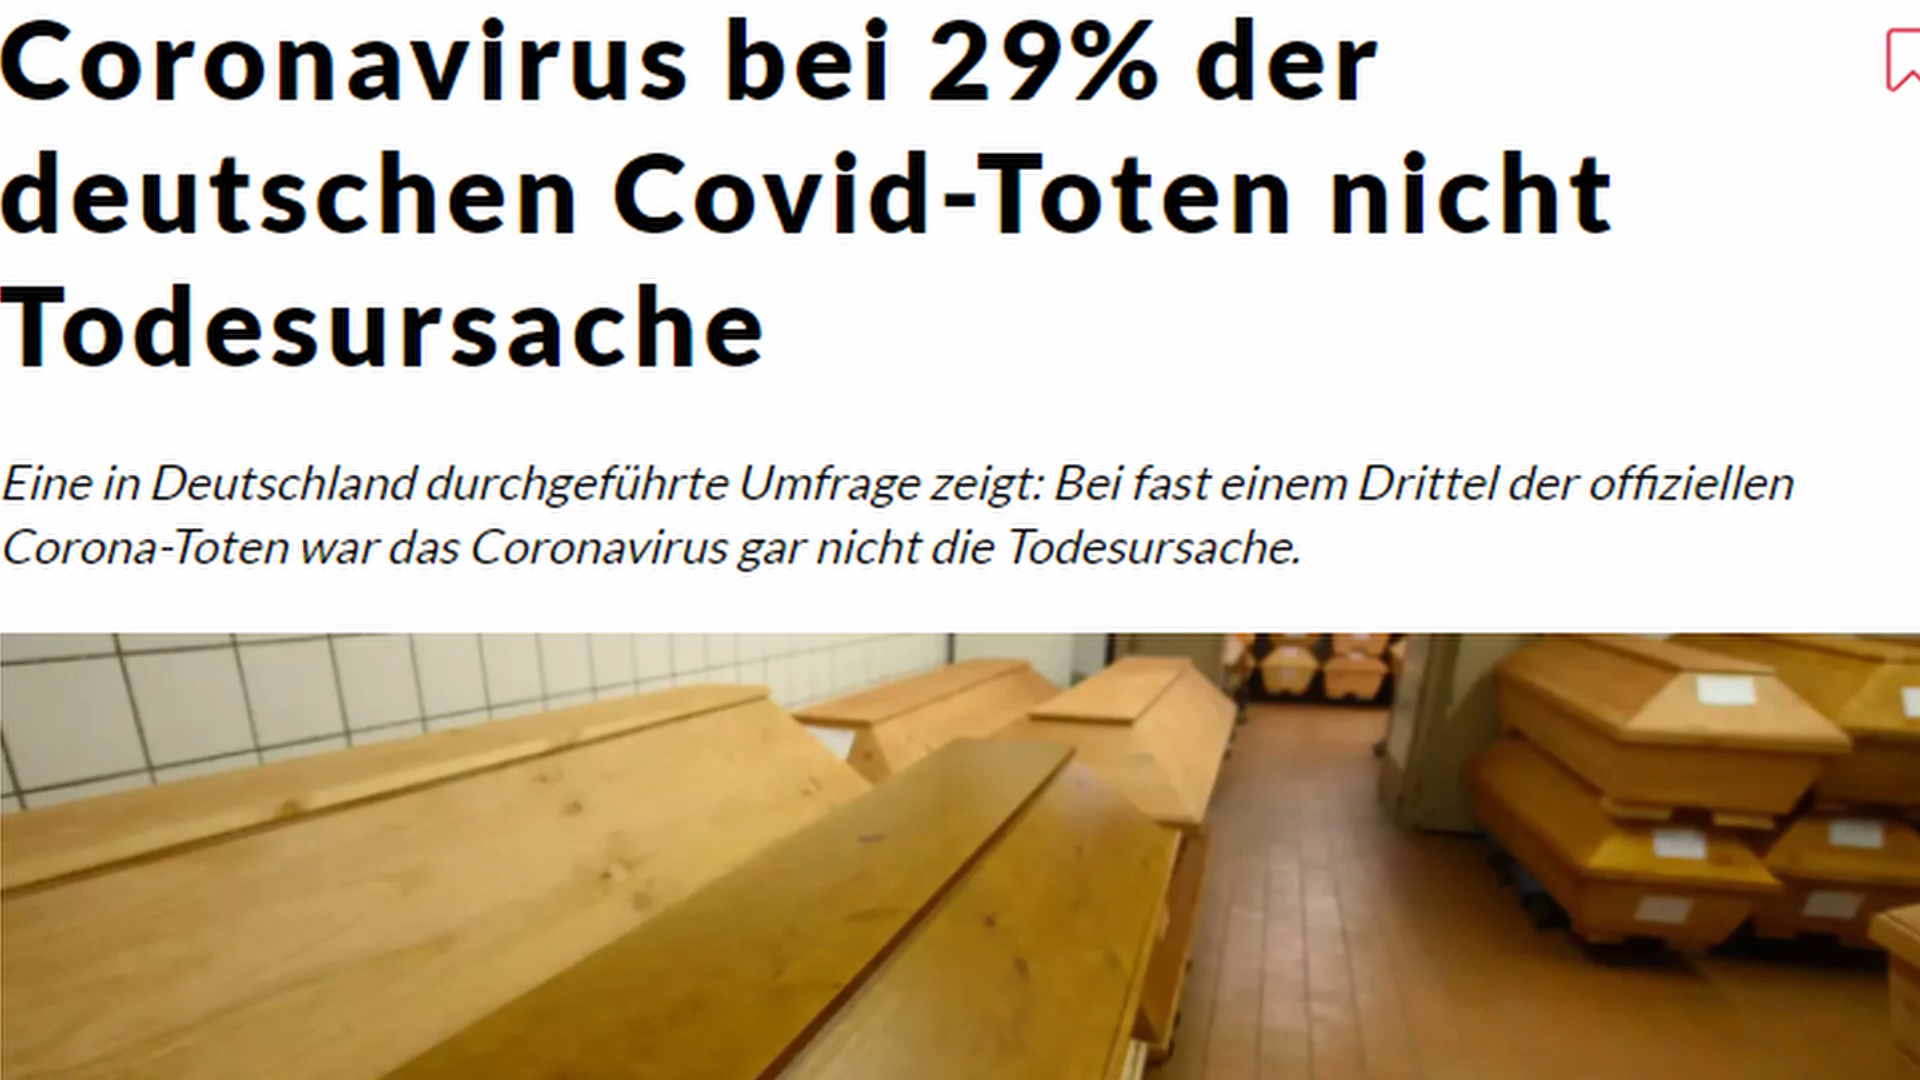 Coronavirus bei 29% der
deutschen Covid-Toten nicht
Todesursache
Eine in Deutschland durchgeführte Umfrage zeigt: Bei fast einem Drittel der offiziellen
Corona-Toten war das Coronavirus gar nicht die Todesursache.